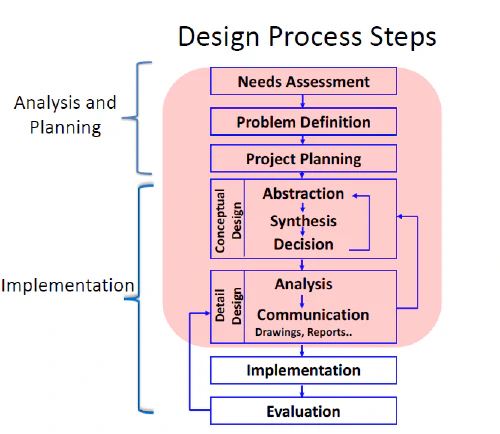 Design Process Steps
Analysis and
Planning
Needs Assessment
Problem Definition
Project Planning
Implementation
Conceptual
Design
Abstraction
Synthesis
Decision
Detail
Design
Analysis
Communication
Drawings, Reports..
Implementation
Evaluation